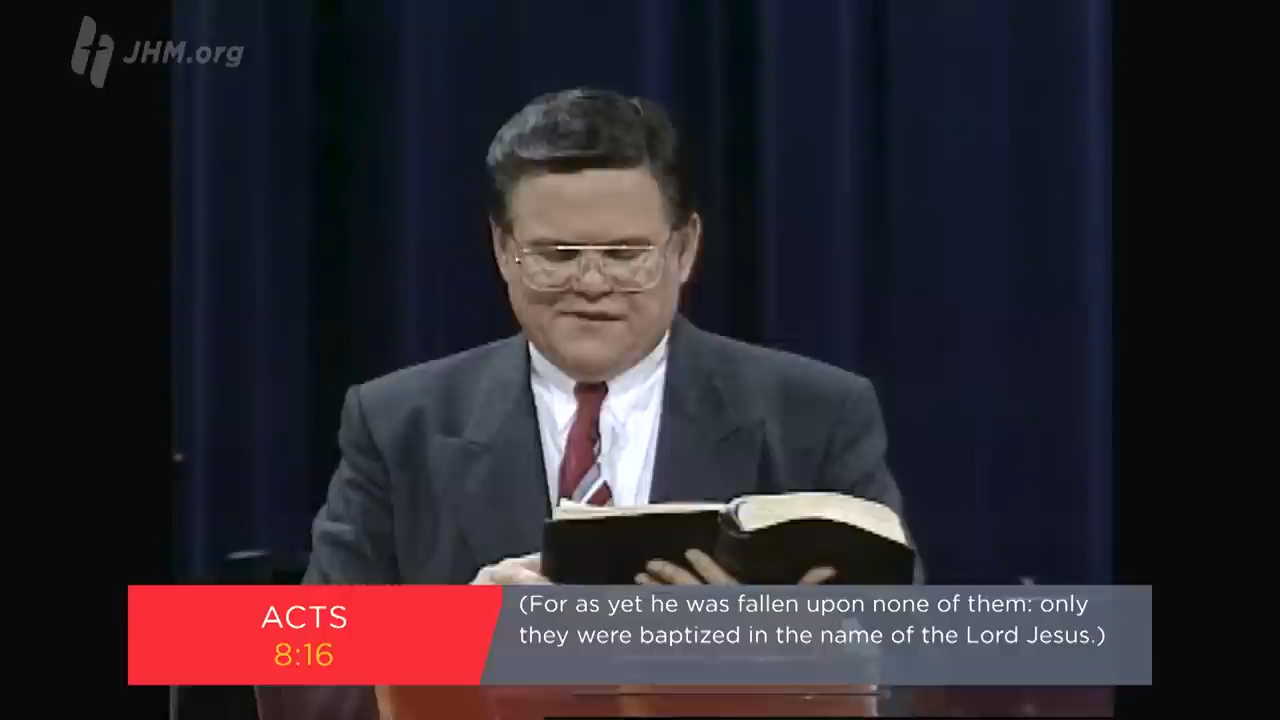 JHM.org
ACTS
8:16
(For as yet he was fallen upon none of them: only
they were baptized in the name of the Lord Jesus.)